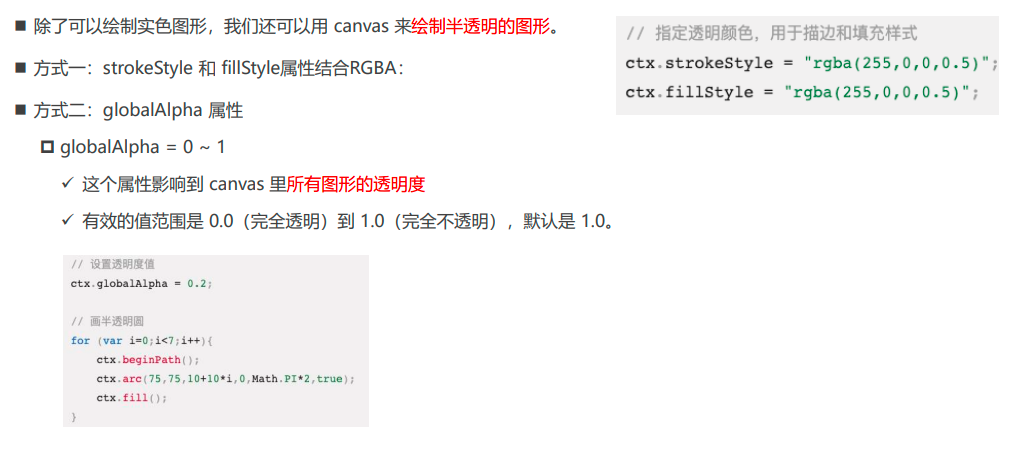 ■ 除了可以绘制实色图形，我们还可以用 canvas 来绘制半透明的图形。
■ 方式一：strokeStyle 和 fillStyle属性结合RGBA：
// 指定透明颜色，用于描边和填充样式
ctx.strokeStyle = "rgba(255,0,0,0.5)";
ctx.fillStyle = "rgba(255,0,0,0.5)";
■ 方式二：globalAlpha 属性
globalAlpha = 0 ~ 1
✓ 这个属性影响到 canvas 里所有图形的透明度
✓ 有效的值范围是 0.0（完全透明）到 1.0（完全不透明），默认是 1.0。
// 设置透明度值
ctx.globalAlpha = 0.2;
// 画半透明圆
for (var i=0;i<7;i++){
    ctx.beginPath();
    ctx.arc(75,75,10+10*i,0,Math.PI*2,true);
    ctx.fill();
}